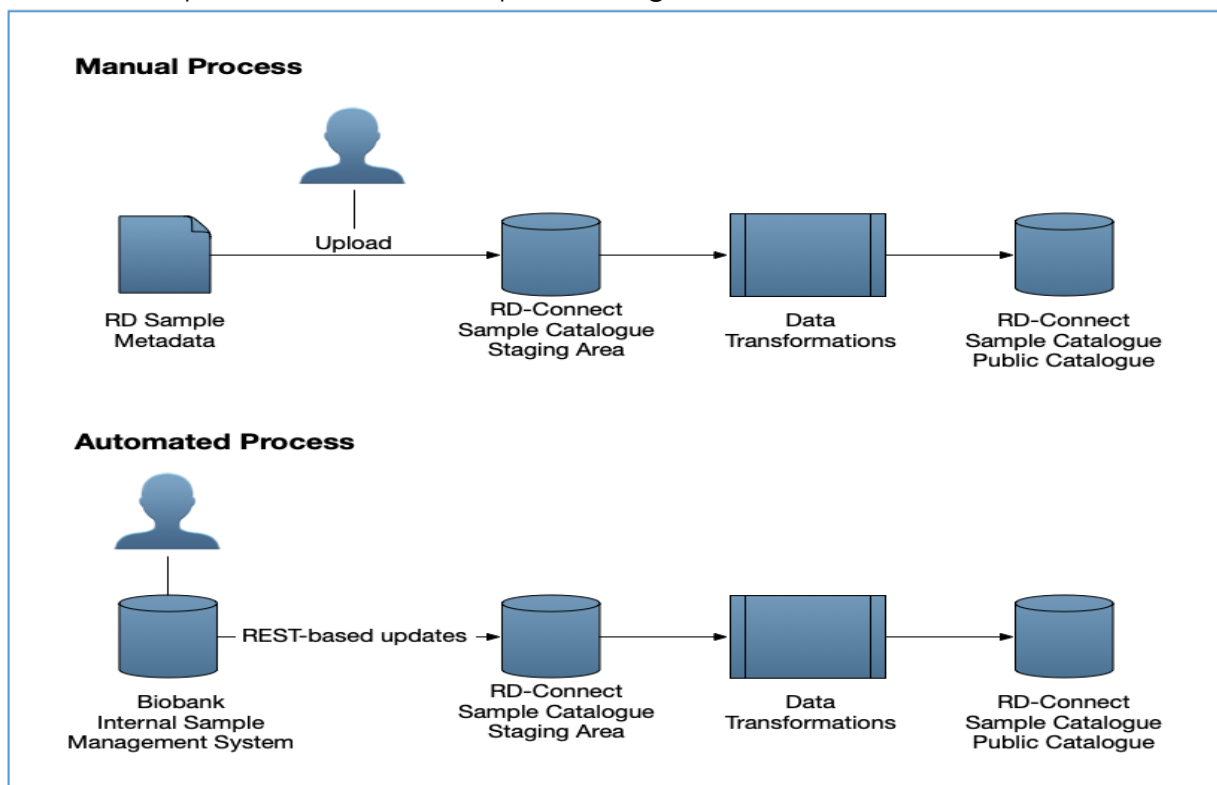 Manual Process
Upload
RD Sample
Metadata
RD-Connect
Sample Catalogue
Staging Area
Data
Transformations
RD-Connect
Sample Catalogue
Public Catalogue
Automated Process
REST-based updates
Biobank
Internal Sample
Management System
RD-Connect
Sample Catalogue
Staging Area
Data
Transformations
RD-Connect
Sample Catalogue
Public Catalogue